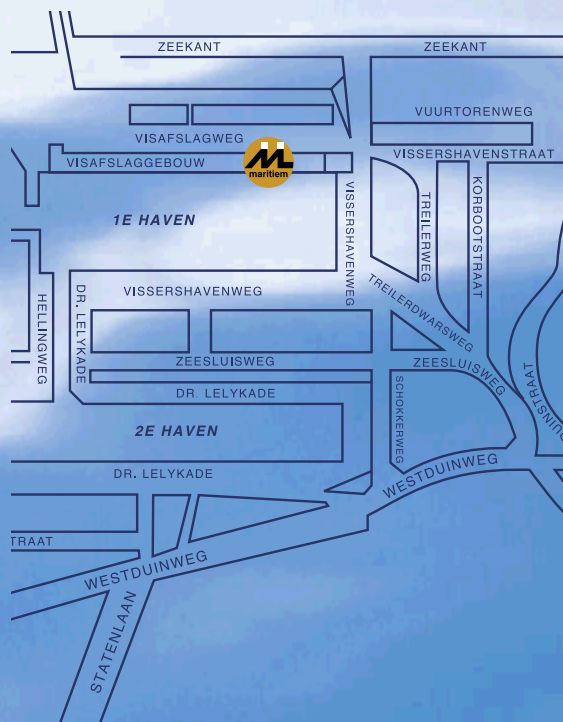 ZEEKANT
ZEEKANT
VUURTORENWEG
VISAFSLAGWEG
VISSERSHAVENSTRAAT
VISAFSLAGGEBOUW
M
maritiem
1E HAVEN
VISSERSHAVENWEG
TREILERWEG
KORBOOTSTRAAT
HELLINGWEG
DR. LELYKADE
VISSERSHAVENWEG
TREILERDWARSWEG
ZEESLUISWEG
ZEESLUISWEG
DR. LELYKADE
SCHOKKERWEG
2E HAVEN
DR. LELYKADE
WESTDUINWEG
TRAAT
WESTDUINWEG
STATENLAAN